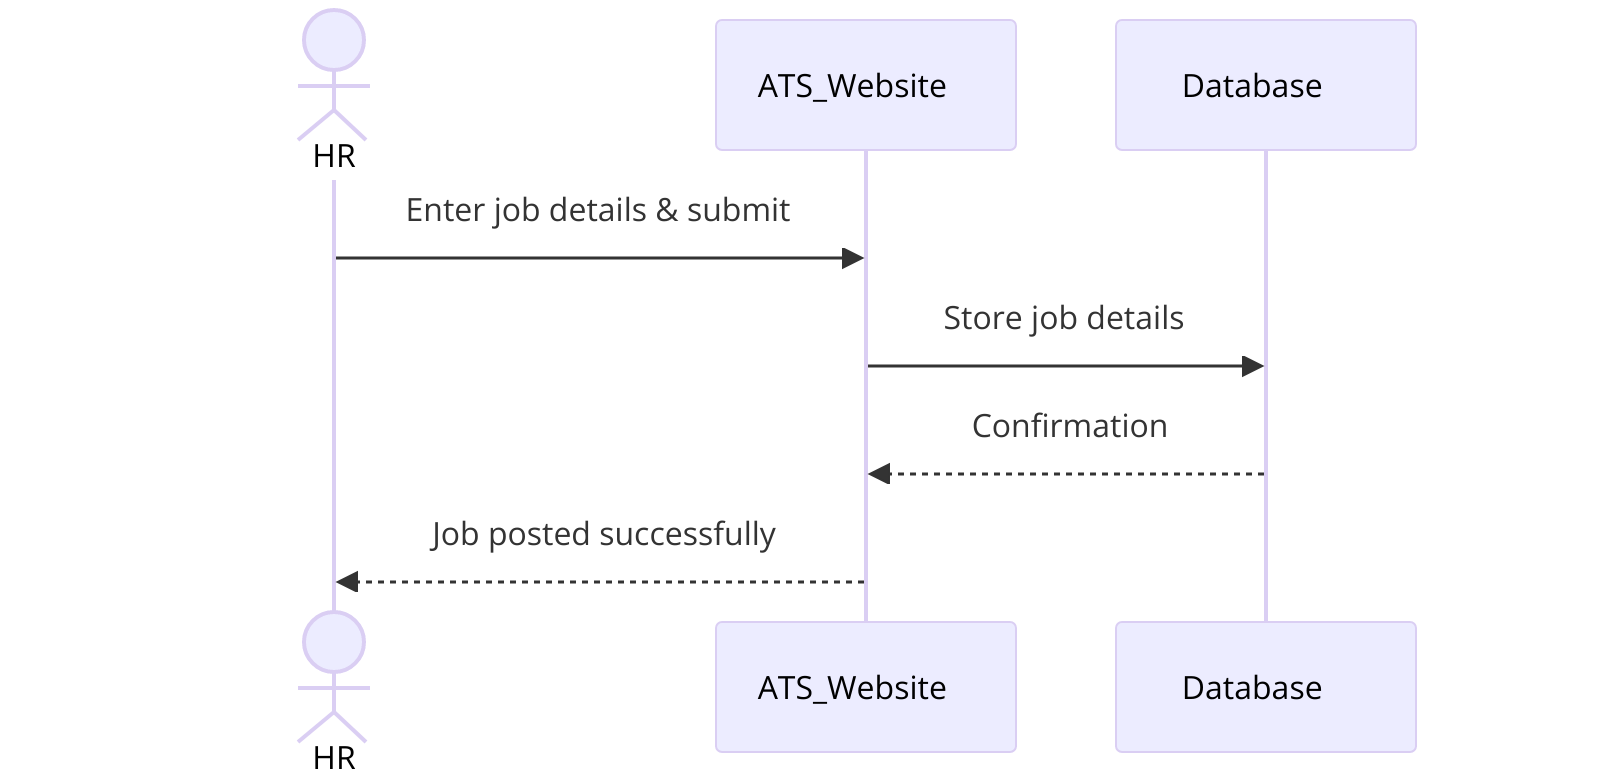 HR
ATS_Website
Database
Enter job details & submit
Store job details
Confirmation
Job posted successfully
HR
ATS_Website
Database